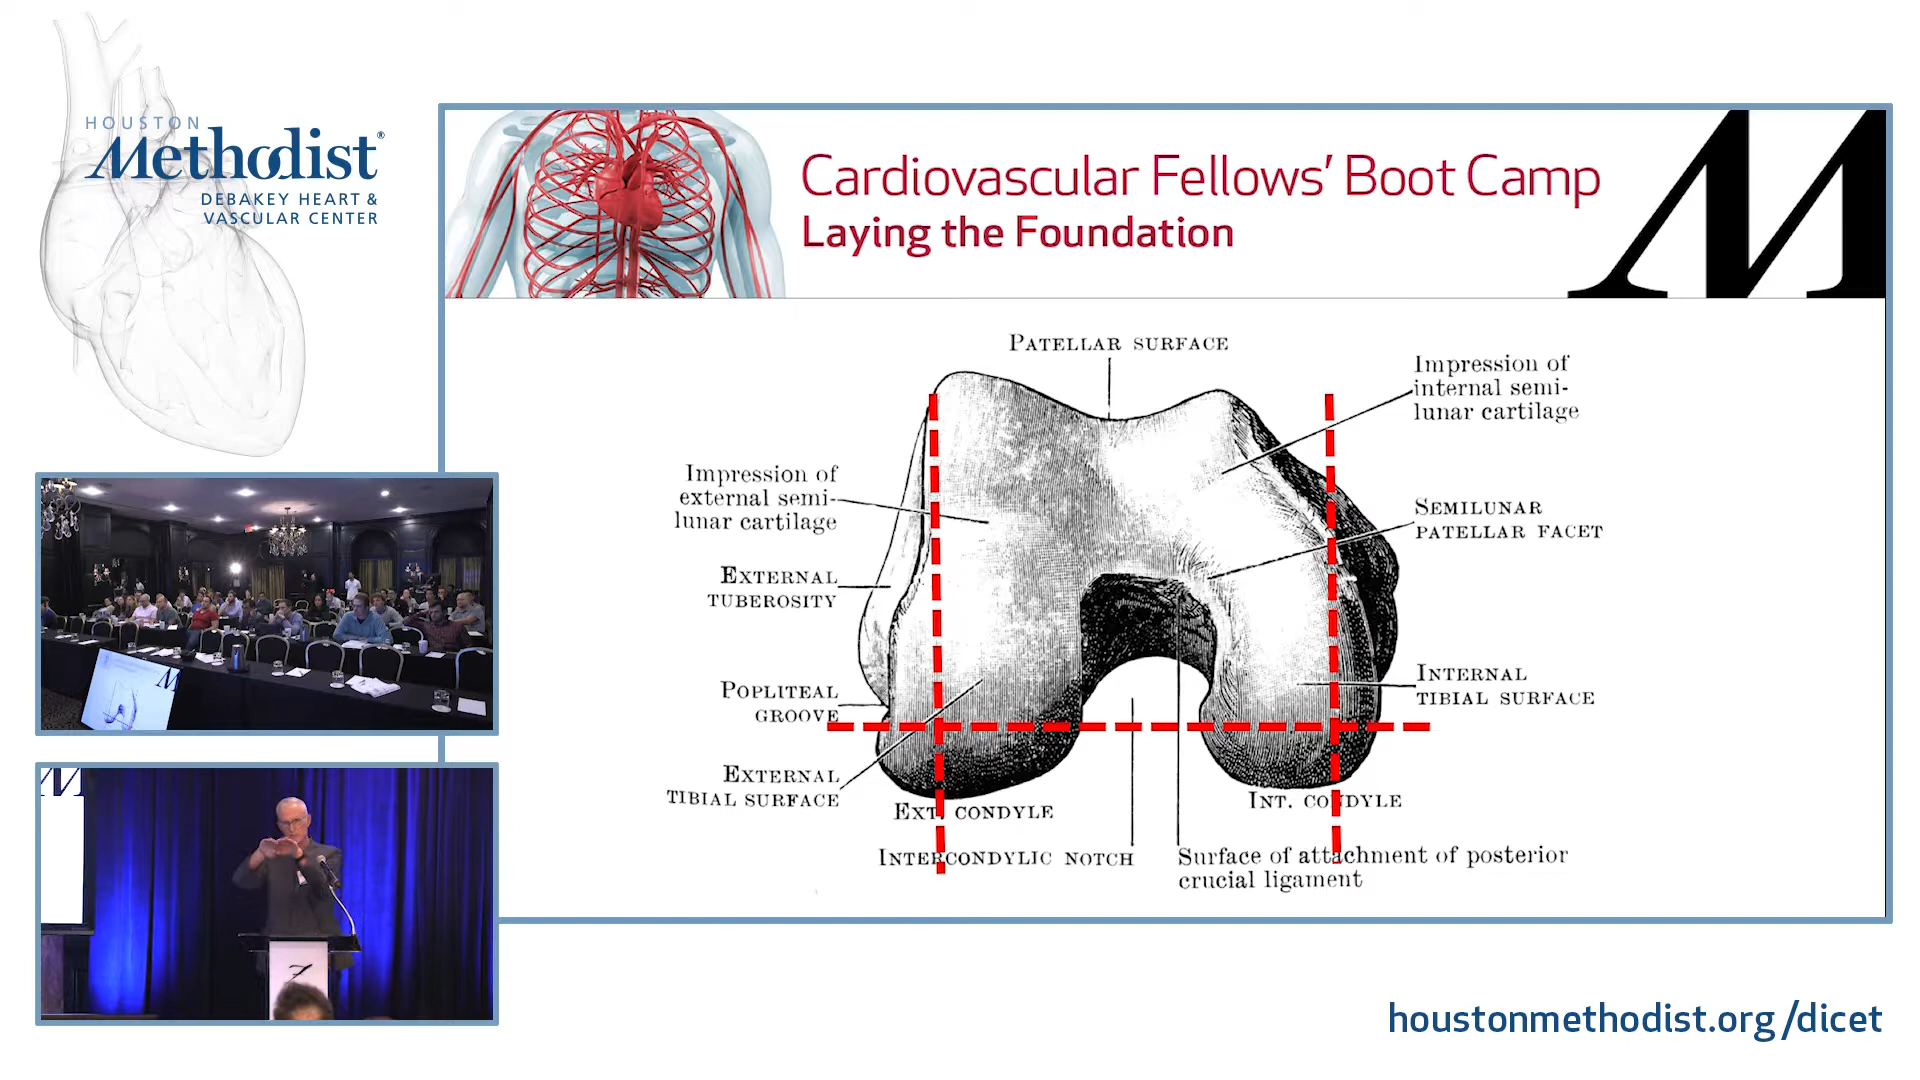 HOUSTON
Methodist®
DEBAKEY HEART &
VASCULAR CENTER
Cardiovascular Fellows’ Boot Camp
Laying the Foundation
M
PATELLAR SURFACE
Impression of
internal semi-
lunar cartilage
Impression of
external semi-
lunar cartilage
SEMILUNAR
PATELLAR FACET
EXTERNAL
TUBEROSITY
INTERNAL
TIBIAL SURFACE
POPLITEAL
GROOVE
EXTERNAL
TIBIAL SURFACE
EXT. CONDYLE
INT. CONDYLE
INTERCONDYLIC NOTCH
Surface of attachment of posterior
crucial ligament
M
M
houstonmethodist.org/dicet